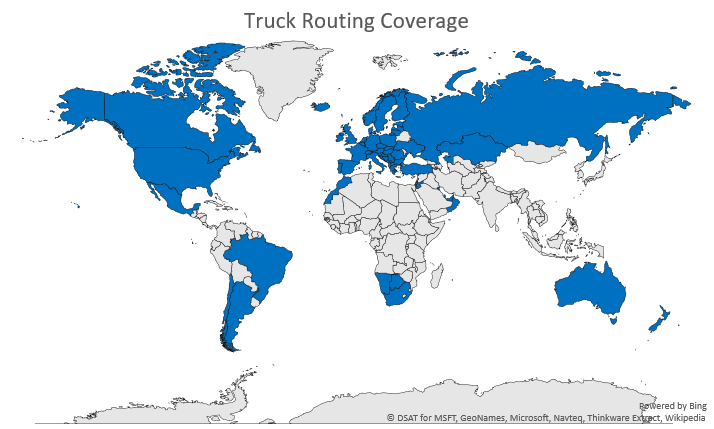 Truck Routing Coverage
Powered by Bing
© DSAT for MSFT, GeoNames, Microsoft, Navteq, Thinkware Extract, Wikipedia